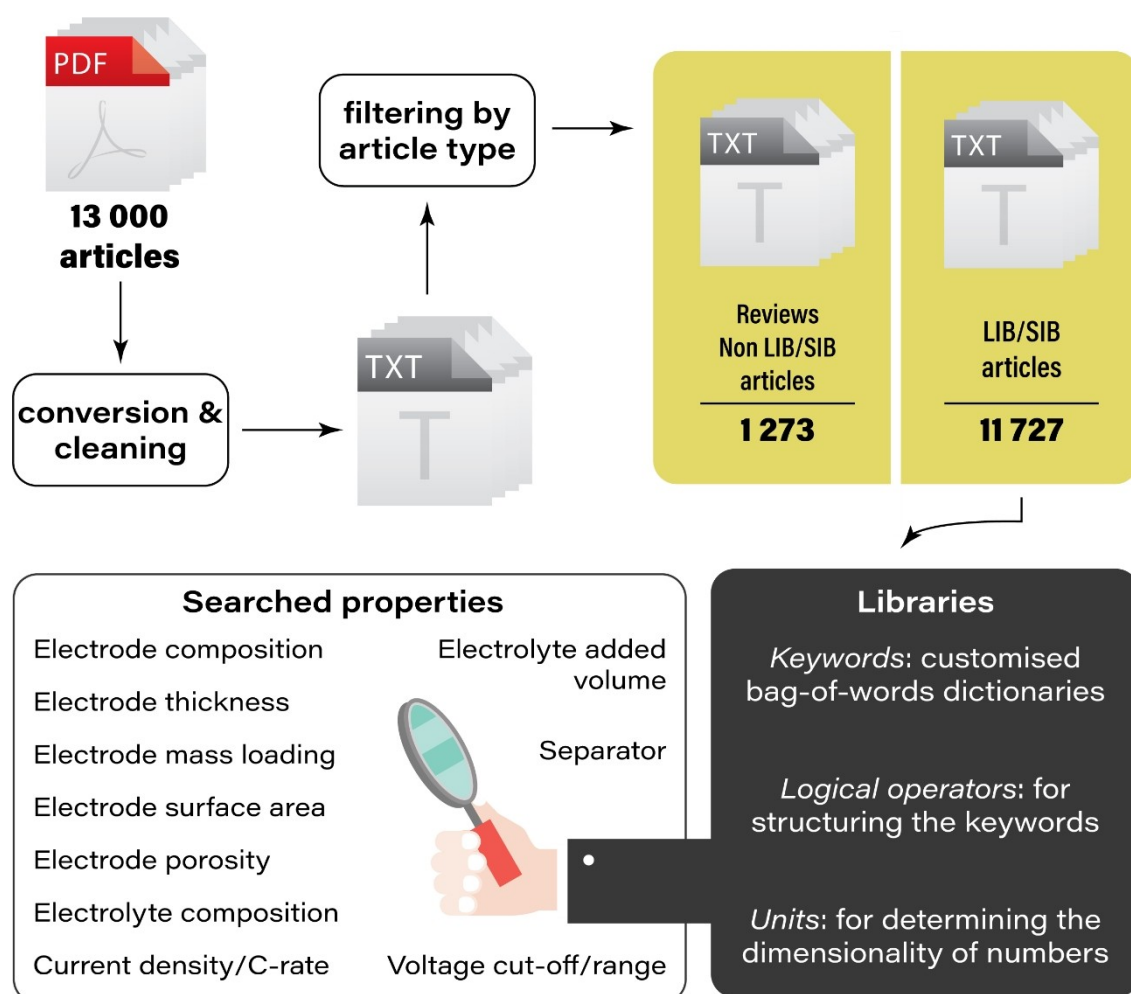 PDF
13 000
articles
conversion &
cleaning
TXT
T
filtering by
article type
TXT
T
Reviews
Non LIB/SIB
articles
1 273
TXT
T
LIB/SIB
articles
11 727
Searched properties
Electrode composition
Electrode thickness
Electrode mass loading
Electrode surface area
Electrode porosity
Electrolyte composition
Current density/C-rate
Electrolyte added
volume
Separator
Voltage cut-off/range
Libraries
Keywords: customised
bag-of-words dictionaries
Logical operators: for
structuring the keywords
Units: for determining the
dimensionality of numbers